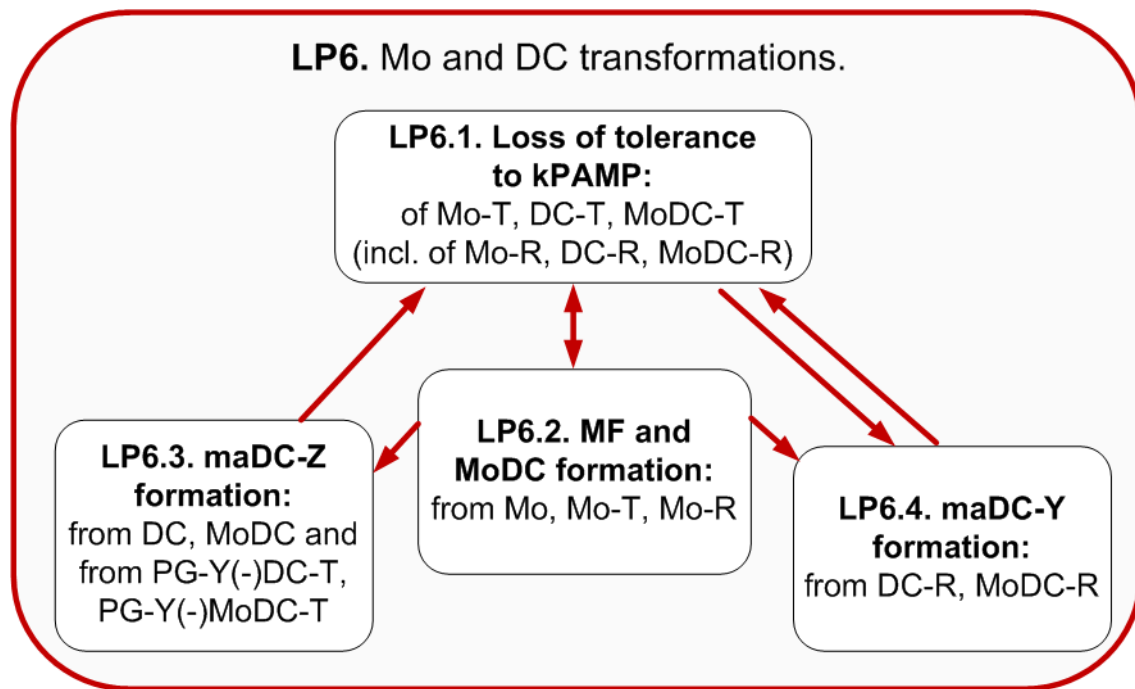 LP6. Mo and DC transformations.
LP6.1. Loss of tolerance
to kPAMP:
of Mo-T, DC-T, MoDC-T
(incl. of Mo-R, DC-R, MoDC-R)
LP6.3. maDC-Z
formation:
from DC, MoDC and
from PG-Y(-)DC-T,
PG-Y(-)MoDC-T
LP6.2. MF and
MoDC formation:
from Mo, Mo-T, Mo-R
LP6.4. maDC-Y
formation:
from DC-R, MoDC-R